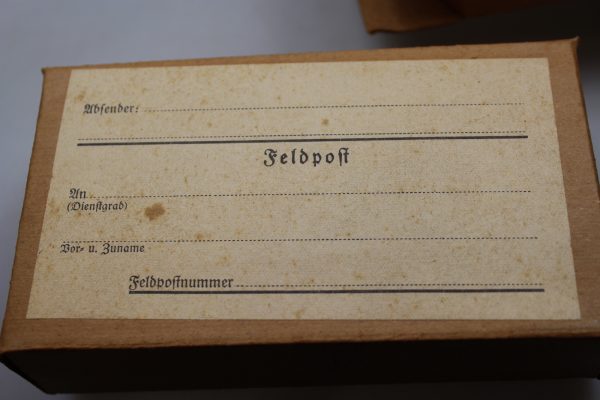 Absender:
Feldpost
An
(Dienstgrad)
Vor- u. Zuname
Feldpostnummer